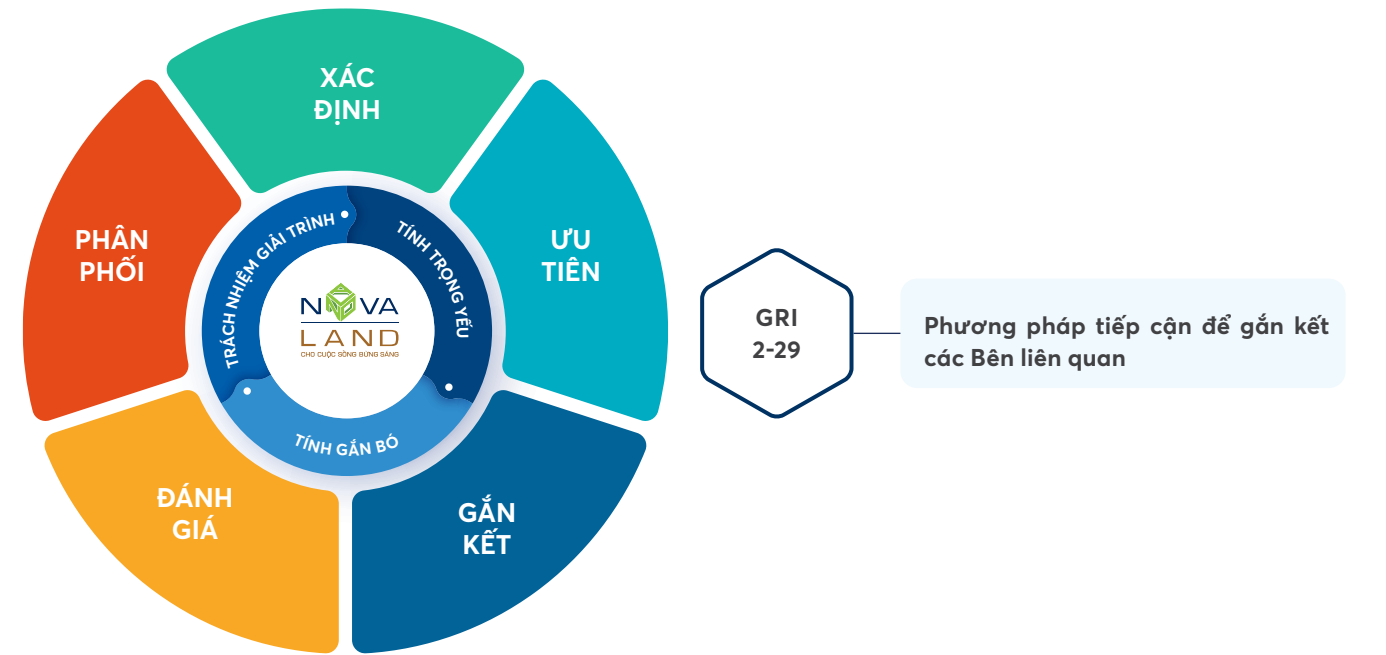 XÁC
ĐỊNH
ƯU
TIÊN
GẮN
KẾT
ĐÁNH
GIÁ
PHÂN
PHỐI
TRÁCH NHIỆM GIẢI TRÌNH
TÍNH TRỌNG YẾU
TÍNH GẮN BÓ
NOVA
LAND
CHO CUỘC SỐNG BỪNG SÁNG
GRI
2-29
Phương pháp tiếp cận để gắn kết
các Bên liên quan